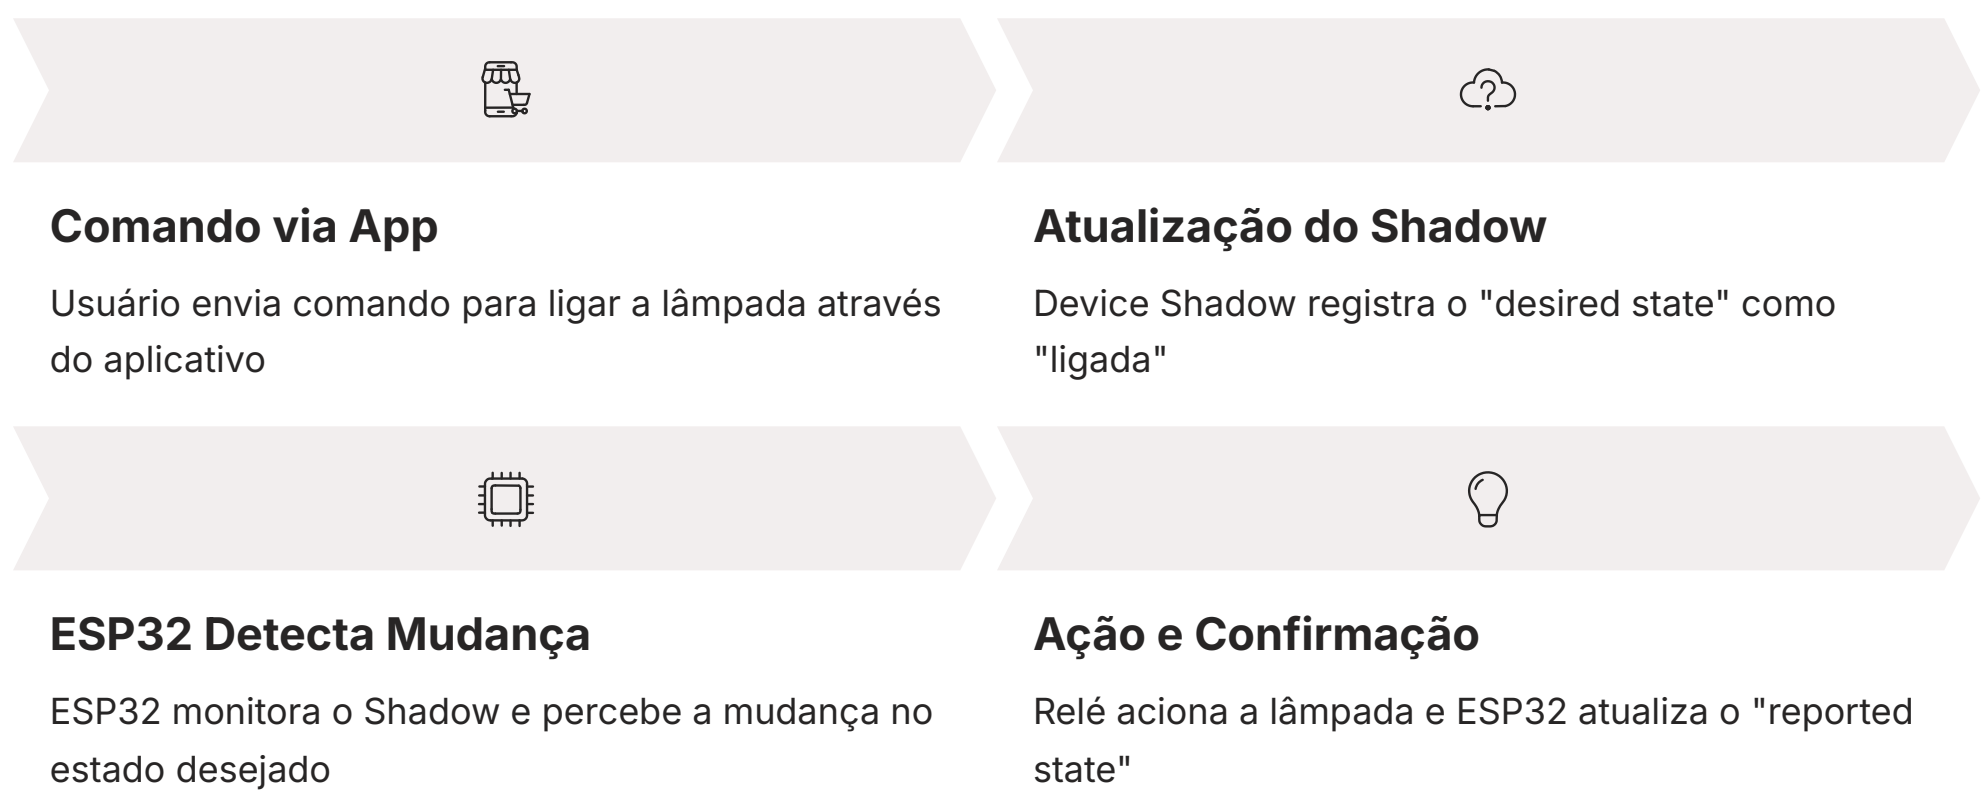 Comando via App
Usuário envia comando para ligar a lâmpada através
do aplicativo
Atualização do Shadow
Device Shadow registra o "desired state" como
"ligada"
ESP32 Detecta Mudança
ESP32 monitora o Shadow e percebe a mudança no
estado desejado
Ação e Confirmação
Relé aciona a lâmpada e ESP32 atualiza o "reported
state"